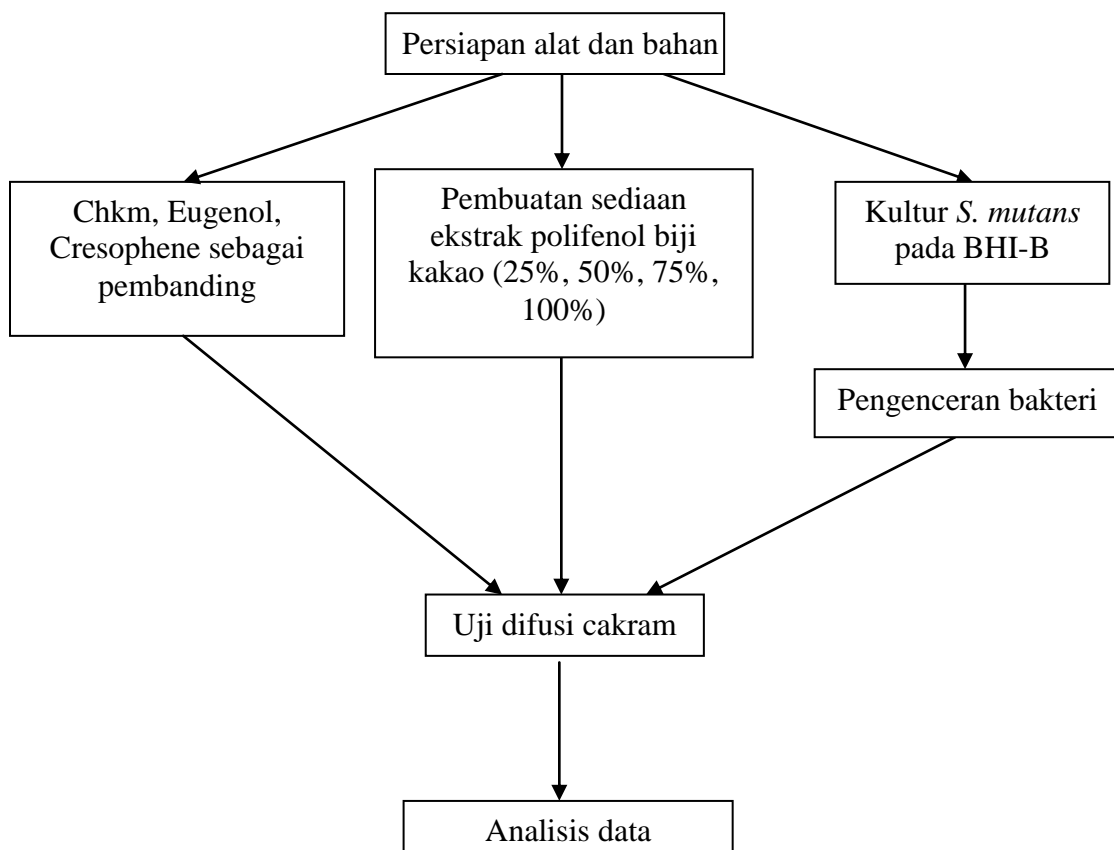 Persiapan alat dan bahan
Chkm, Eugenol,
Cresophene sebagai
pembanding
Pembuatan sediaan
ekstrak polifenol biji
kakao (25%, 50%, 75%,
100%)
Kultur S. mutans
pada BHI-B
Pengenceran bakteri
Uji difusi cakram
Analisis data